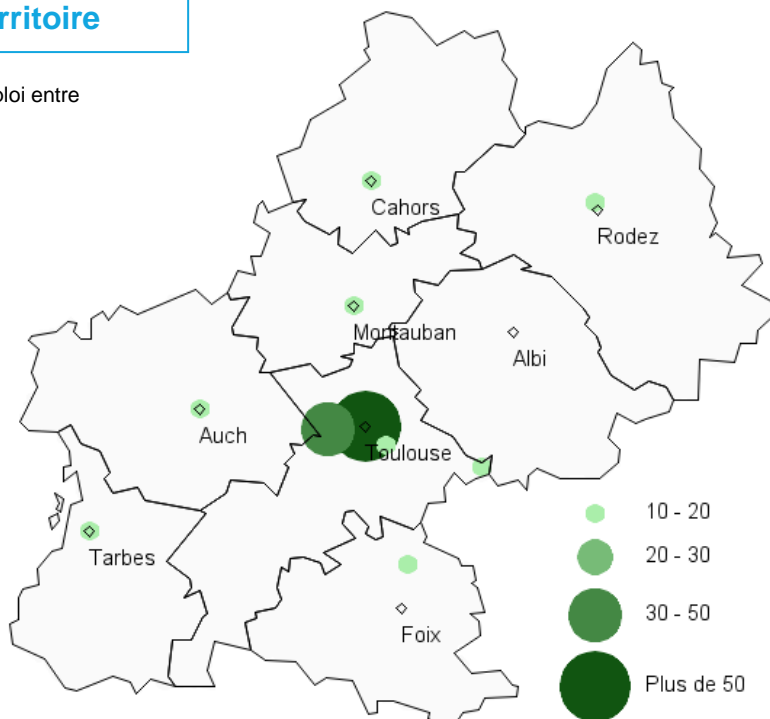 rritoire
loi entre
Cahors
Rodez
Montauban
Albi
Auch
Toulouse
Tarbes
Foix
10 - 20
20 - 30
30 - 50
Plus de 50